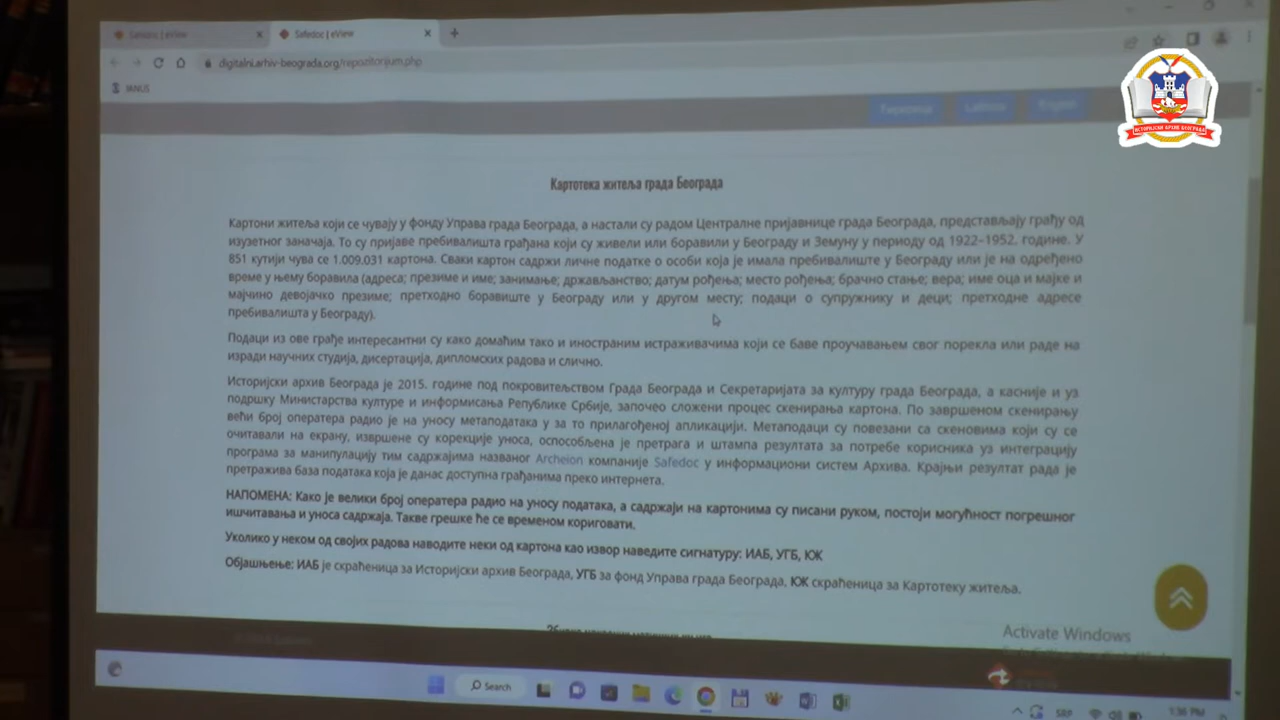 Safedoc | eView
digitalni.arhiv-beograda.org/repozitorijum.php
IANUS
ИСТОРИЈСКИ АРХИВ БЕОГРАДА
Картотека житеља града Београда
Картони житеља који се чувају у фонду Управа града Београда, а настали су радом Централне пријавнице града Београда, представљају грађу од
изузетног заначаја. То су пријаве пребивалишта грађана који су живели или боравили у Београду и Земуну у периоду од 1922–1952. године. У
851 кутији чува се 1.009.031 картона. Сваки картон садржи личне податке о особи која је имала пребивалиште у Београду или је на одређено
време у њему боравила (адреса; презиме и име; занимање; држављанство; датум рођења; место рођења; брачно стање; вера; име оца и мајке и
мајчино девојачко презиме; претходно боравиште у Београду или у другом месту; подаци о супружнику и деци; претходне адресе
пребивалишта у Београду).
Подаци из ове грађе интересантни су како домаћим тако и иностраним истраживачима који се баве проучавањем свог порекла или раде на
изради научних студија, дисертација, дипломских радова и слично.
Историјски архив Београда је 2015. године под покровитељством Града Београда и Секретаријата за културу града Београда, а касније и уз
подршку Министарства културе и информисања Републике Србије, започео сложени процес скенирања картона. По завршеном скенирању
већи број оператера радио је на уносу метаподатака у за то прилагођеној апликацији. Метаподаци су повезани са скеновима који су се
очитавали на екрану, извршене су корекције уноса, оспособљена је претрага и штампа резултата за потребе корисника уз интеграцију
програма за манипулацију тим садржајима названог Archeion компаније Safedoc у информациони систем Архива. Крајњи резултат рада је
претражива база података која је данас доступна грађанима преко интернета.
НАПОМЕНА: Како је велики број оператера радио на уносу података, а садржаји на картонима су писани руком, постоји могућност погрешног
ишчитавања и уноса садржаја. Такве грешке ће се временом кориговати.
Уколико у неком од својих радова наводите неки од картона као извор наведите сигнатуру: ИАБ, УГБ, ЮК
Објашњење: ИАБ је скраћеница за Историјски архив Београда, УГБ за фонд Управа града Београда, ЮК скраћеница за Картотеку житеља.
Activate Windows
Search
SRP
1:36 PM